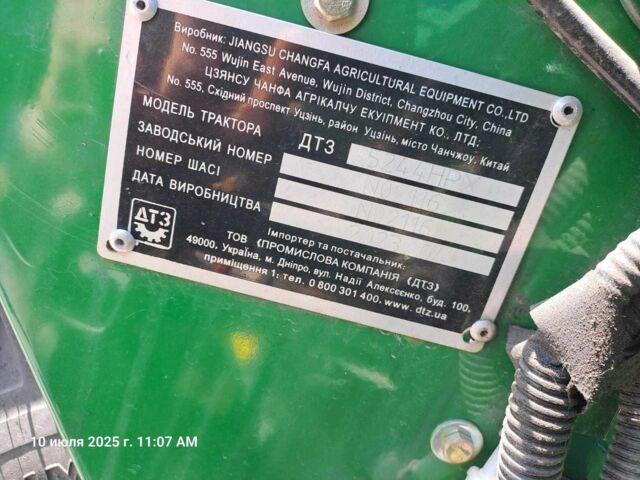 Виробник: JIANGSU CHANGFA AGRICULTURAL EQUIPMENT CO., LTD
No. 555 Wujin East Avenue, Wujin District, Changzhou City, China
ЦЗЯНСУ ЧАНФА АГРІКАЛЧУ ЕКУІПМЕНТ КО., ЛТД;
No. 555, Східний проспект Уцзінь, район Уцзінь, місто Чанчжоу, Китай
МОДЕЛЬ ТРАКТОРА ДТЗ 5244HPX
ЗАВОДСЬКИЙ НОМЕР
НОМЕР ШАСІ
ДАТА ВИРОБНИЦТВА
ДТЗ
Імпортер та постачальник:
ТОВ «ПРОМИСЛОВА КОМПАНІЯ «ДТЗ»
49000, Україна, м. Дніпро, вул. Надії Алексєєнко, буд. 100,
приміщення 1; тел. 0 800 301 400, www. dtz.ua
10 июля 2025 г. 11:07 AM